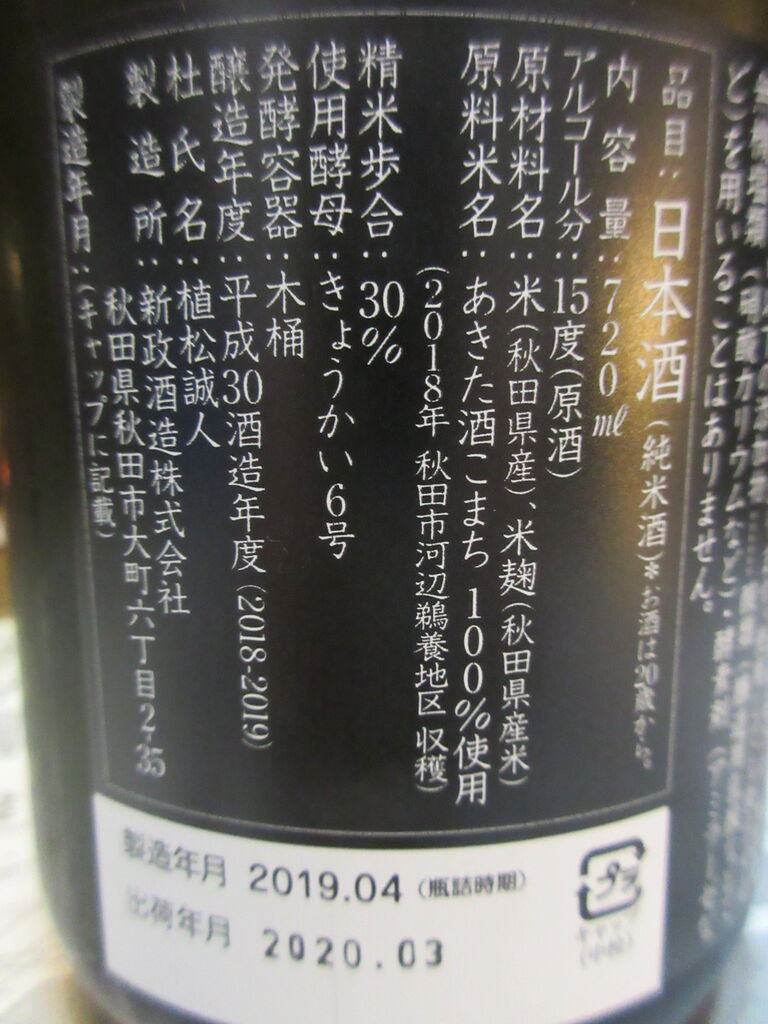 と)を用いることはありません。
品目：日本酒（純米酒）＊お酒は20歳から。
内容量：720ml
アルコール分：15度（原酒）
原材料名：米（秋田県産）、米麹（秋田県産米）
原料米名：あきた酒こまち100%使用
（2018年 秋田市河辺鵜養地区 収穫）
精米歩合：30%
使用酵母：きょうかい6号
発酵容器：木桶
醸造年度：平成30酒造年度（2018-2019）
杜氏名：植松誠人
製造所：新政酒造株式会社
秋田県秋田市大町六丁目2-35
製造年月：（キャップに記載）
製造年月 2019.04（瓶詰時期）
出荷年月 2020.03
プラ